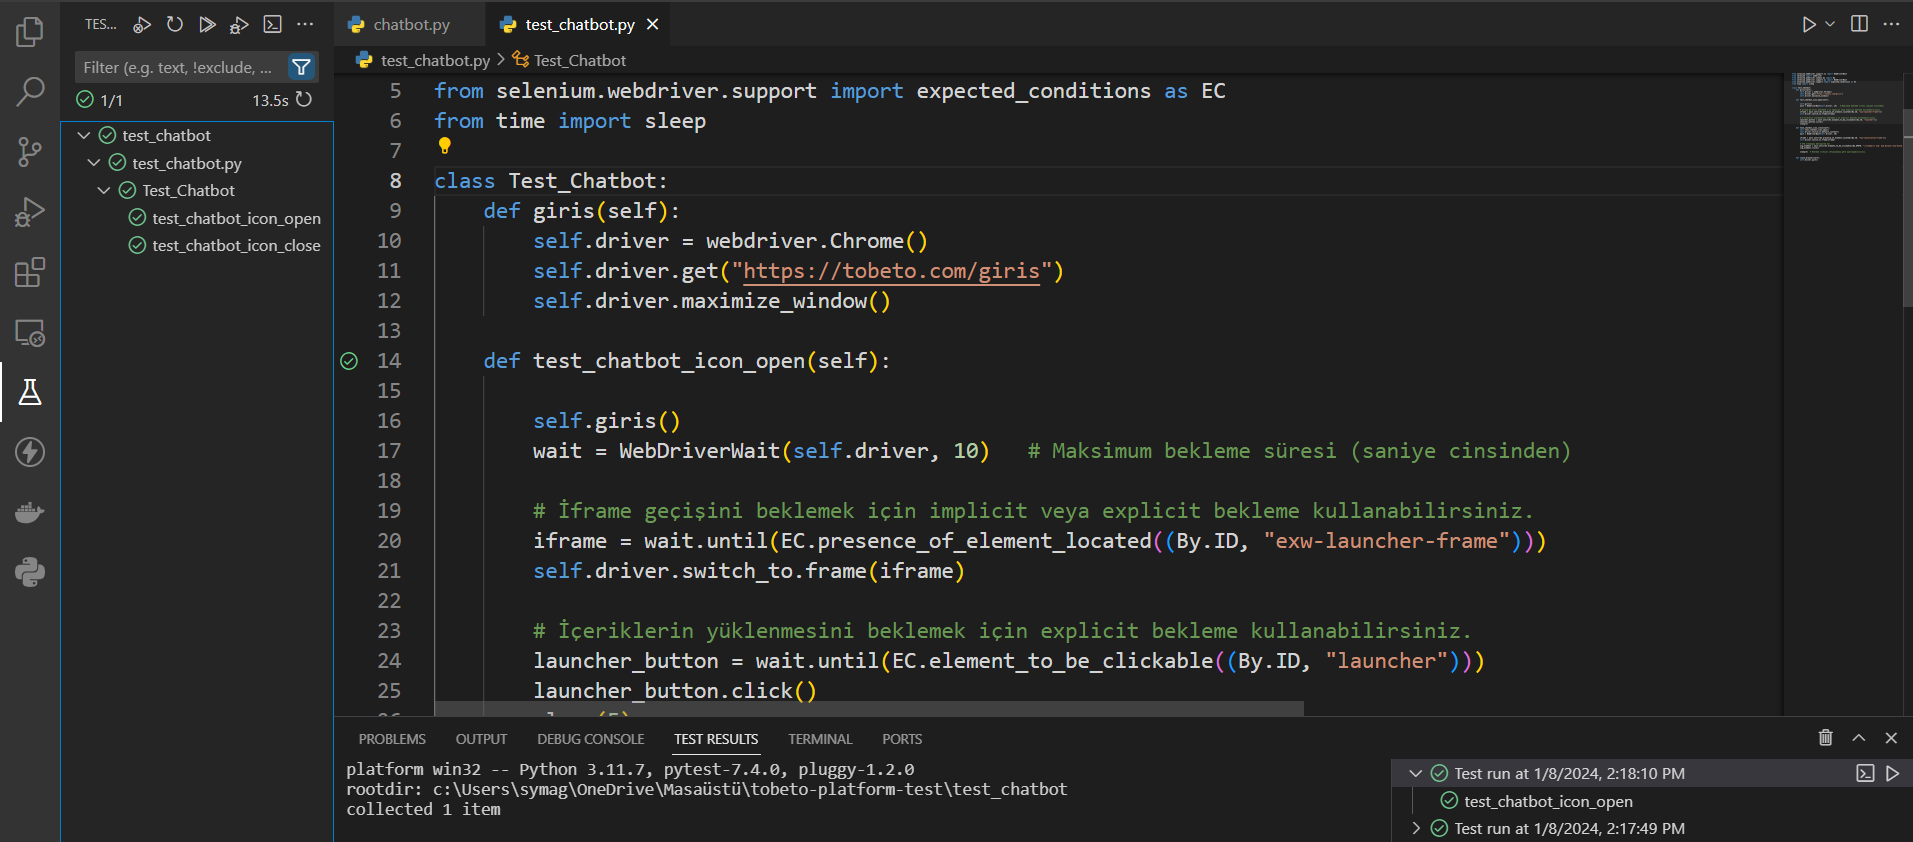 TES...
Filter (e.g. text, !exclude, ...
1/1
13.5s
test_chatbot
test_chatbot.py
Test_Chatbot
test_chatbot_icon_open
test_chatbot_icon_close
chatbot.py
test_chatbot.py
test_chatbot.py > Test_Chatbot
5 from selenium.webdriver.support import expected_conditions as EC
6 from time import sleep
7
8 class Test_Chatbot:
9 def giris(self):
10 self.driver = webdriver.Chrome()
11 self.driver.get("https://tobeto.com/giris")
12 self.driver.maximize_window()
13
14 def test_chatbot_icon_open(self):
15
16 self.giris()
17 wait = WebDriverWait(self.driver, 10) # Maksimum bekleme süresi (saniye cinsinden)
18
19 # İframe geçişini beklemek için implicit veya explicit bekleme kullanabilirsiniz.
20 iframe = wait.until(EC.presence_of_element_located((By.ID, "exw-launcher-frame")))
21 self.driver.switch_to.frame(iframe)
22
23 # İçeriklerin yüklenmesini beklemek için explicit bekleme kullanabilirsiniz.
24 launcher_button = wait.until(EC.element_to_be_clickable((By.ID, "launcher")))
25 launcher_button.click()
PROBLEMS OUTPUT DEBUG CONSOLE TEST RESULTS TERMINAL PORTS
platform win32 -- Python 3.11.7, pytest-7.4.0, pluggy-1.2.0
rootdir: c:\Users\symag\OneDrive\Masaüstü\tobeto-platform-test\test_chatbot
collected 1 item
Test run at 1/8/2024, 2:18:10 PM
test_chatbot_icon_open
Test run at 1/8/2024, 2:17:49 PM